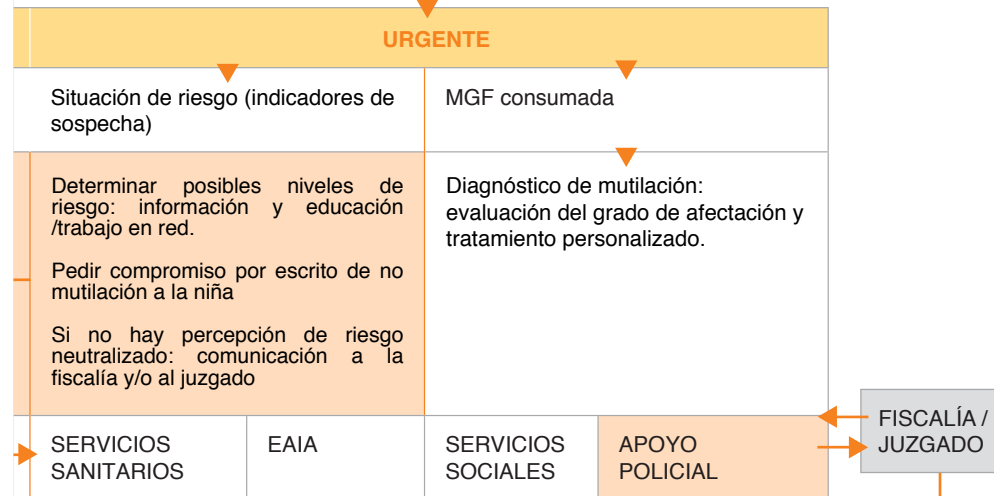 URGENTE
Situación de riesgo (indicadores de
sospecha)
MGF consumada
Determinar posibles niveles de
riesgo: información y educación
/trabajo en red.
Pedir compromiso por escrito de no
mutilación a la niña
Si no hay percepción de riesgo
neutralizado: comunicación a la
fiscalía y/o al juzgado
Diagnóstico de mutilación:
evaluación del grado de afectación y
tratamiento personalizado.
SERVICIOS
SANITARIOS
EAIA
SERVICIOS
SOCIALES
APOYO
POLICIAL
FISCALÍA /
JUZGADO